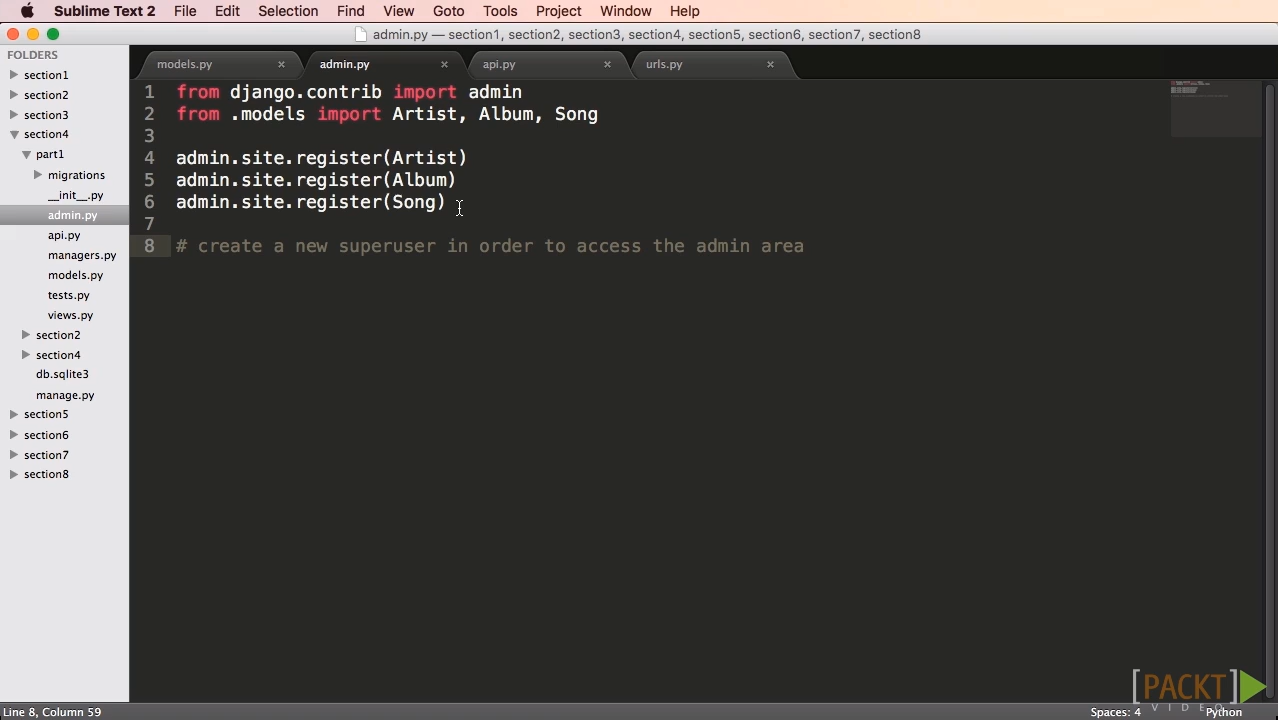 Sublime Text 2 File Edit Selection Find View Goto Tools Project Window Help
admin.py — section1, section2, section3, section4, section5, section6, section7, section8
FOLDERS
section1
section2
section3
section4
part1
migrations
__init__.py
admin.py
api.py
managers.py
models.py
tests.py
views.py
section2
section4
db.sqlite3
manage.py
section5
section6
section7
section8
models.py × admin.py × api.py × urls.py ×
1 from django.contrib import admin
2 from .models import Artist, Album, Song
3
4 admin.site.register(Artist)
5 admin.site.register(Album)
6 admin.site.register(Song)
7
8 # create a new superuser in order to access the admin area
[PACKT]
VIDEO
Line 8, Column 59 Spaces: 4 Python